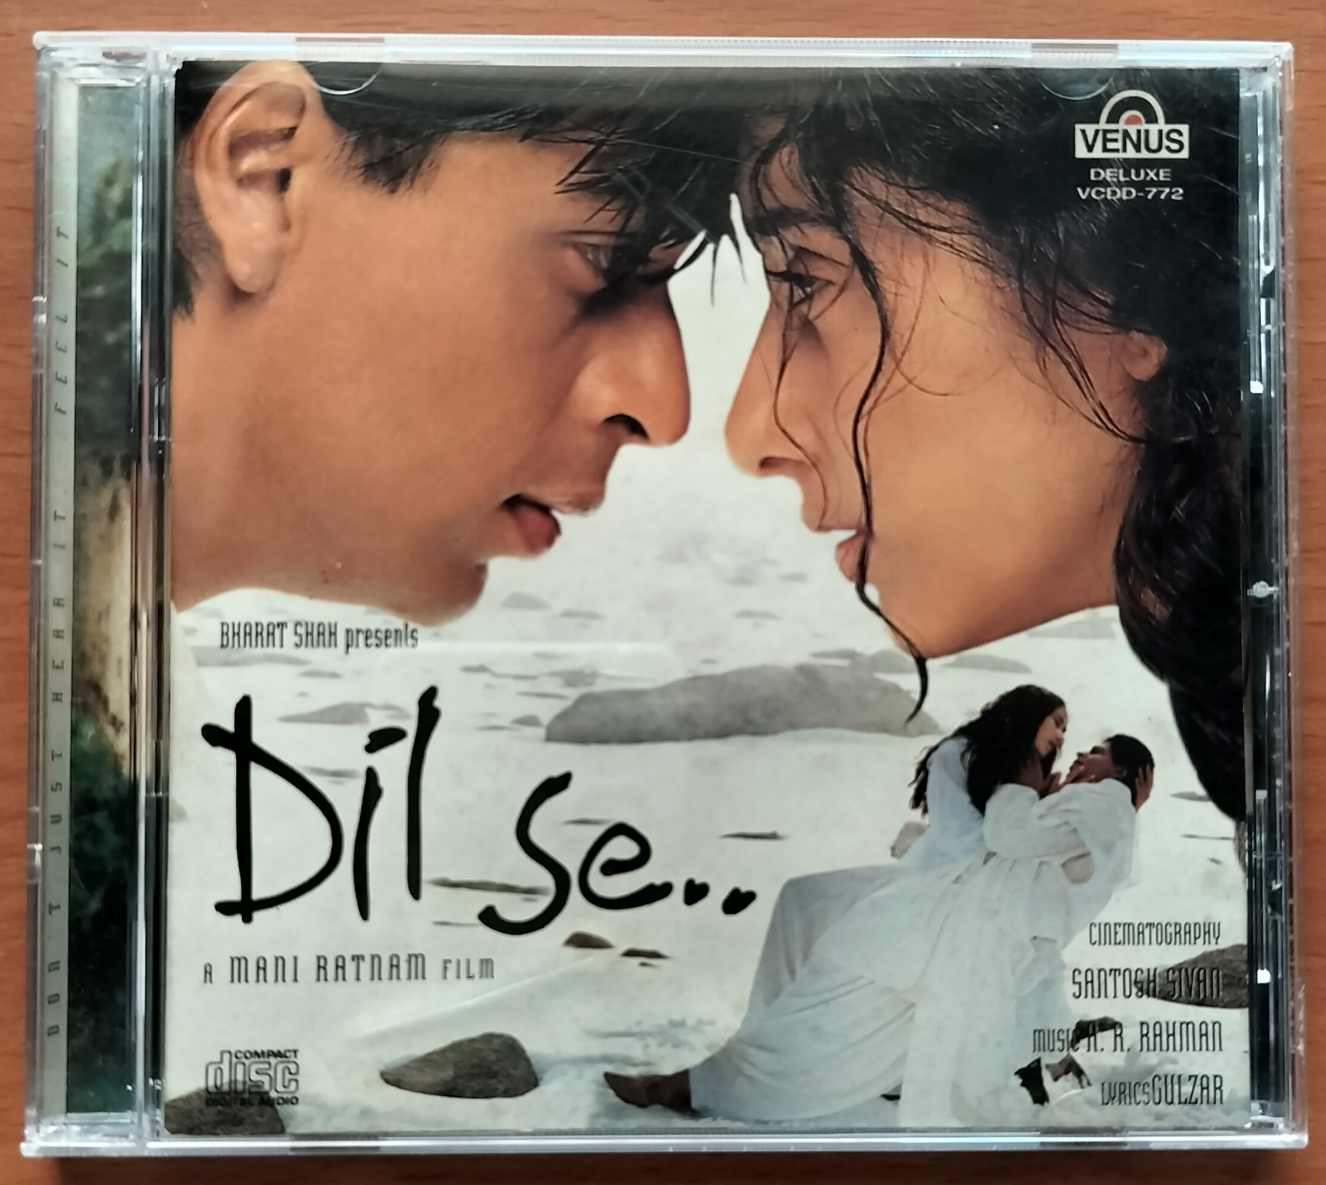 VENUS
DELUXE
VCDD-772
BHARAT SHAH presents
Dil se..
A MANI RATNAM FILM
CINEMATOGRAPHY
SANTOSH SIVAN
MUSIC A. R. RAHMAN
LYRICS GULZAR
COMPACT
disc
DIGITAL AUDIO
DON'T JUST HEAR IT. FEEL IT